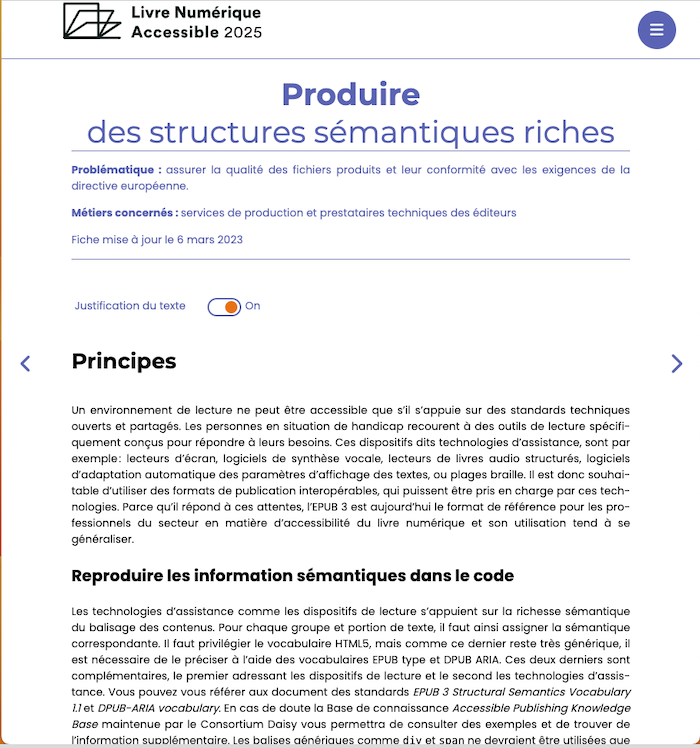 Livre Numérique
Accessible 2025
Produire
des structures sémantiques riches
Problématique : assurer la qualité des fichiers produits et leur conformité avec les exigences de la
directive européenne.
Métiers concernés : services de production et prestataires techniques des éditeurs
Fiche mise à jour le 6 mars 2023
Justification du texte On
Principes
Un environnement de lecture ne peut être accessible que s’il s’appuie sur des standards techniques
ouverts et partagés. Les personnes en situation de handicap recourent à des outils de lecture spécifi-
quement conçus pour répondre à leurs besoins. Ces dispositifs dits technologies d’assistance, sont par
exemple : lecteurs d’écran, logiciels de synthèse vocale, lecteurs de livres audio structurés, logiciels
d’adaptation automatique des paramètres d’affichage des textes, ou plages braille. Il est donc souhai-
table d’utiliser des formats de publication interopérables, qui puissent être pris en charge par ces tech-
nologies. Parce qu’il répond à ces attentes, l’EPUB 3 est aujourd’hui le format de référence pour les pro-
fessionnels du secteur en matière d’accessibilité du livre numérique et son utilisation tend à se
généraliser.
Reproduire les information sémantiques dans le code
Les technologies d’assistance comme les dispositifs de lecture s’appuient sur la richesse sémantique
du balisage des contenus. Pour chaque groupe et portion de texte, il faut ainsi assigner la sémantique
correspondante. Il faut privilégier le vocabulaire HTML5, mais comme ce dernier reste très générique, il
est nécessaire de le préciser à l’aide des vocabulaires EPUB type et DPUB ARIA. Ces deux derniers sont
complémentaires, le premier adressant les dispositifs de lecture et le second les technologies d’assis-
tance. Vous pouvez vous référer aux document des standards EPUB 3 Structural Semantics Vocabulary
1.1 et DPUB-ARIA vocabulary. En cas de doute la Base de connaissance Accessible Publishing Knowledge
Base maintenue par le Consortium Daisy vous permettra de consulter des exemples et de trouver de
l’information supplémentaire. Les balises génériques comme div et span ne devraient être utilisées que